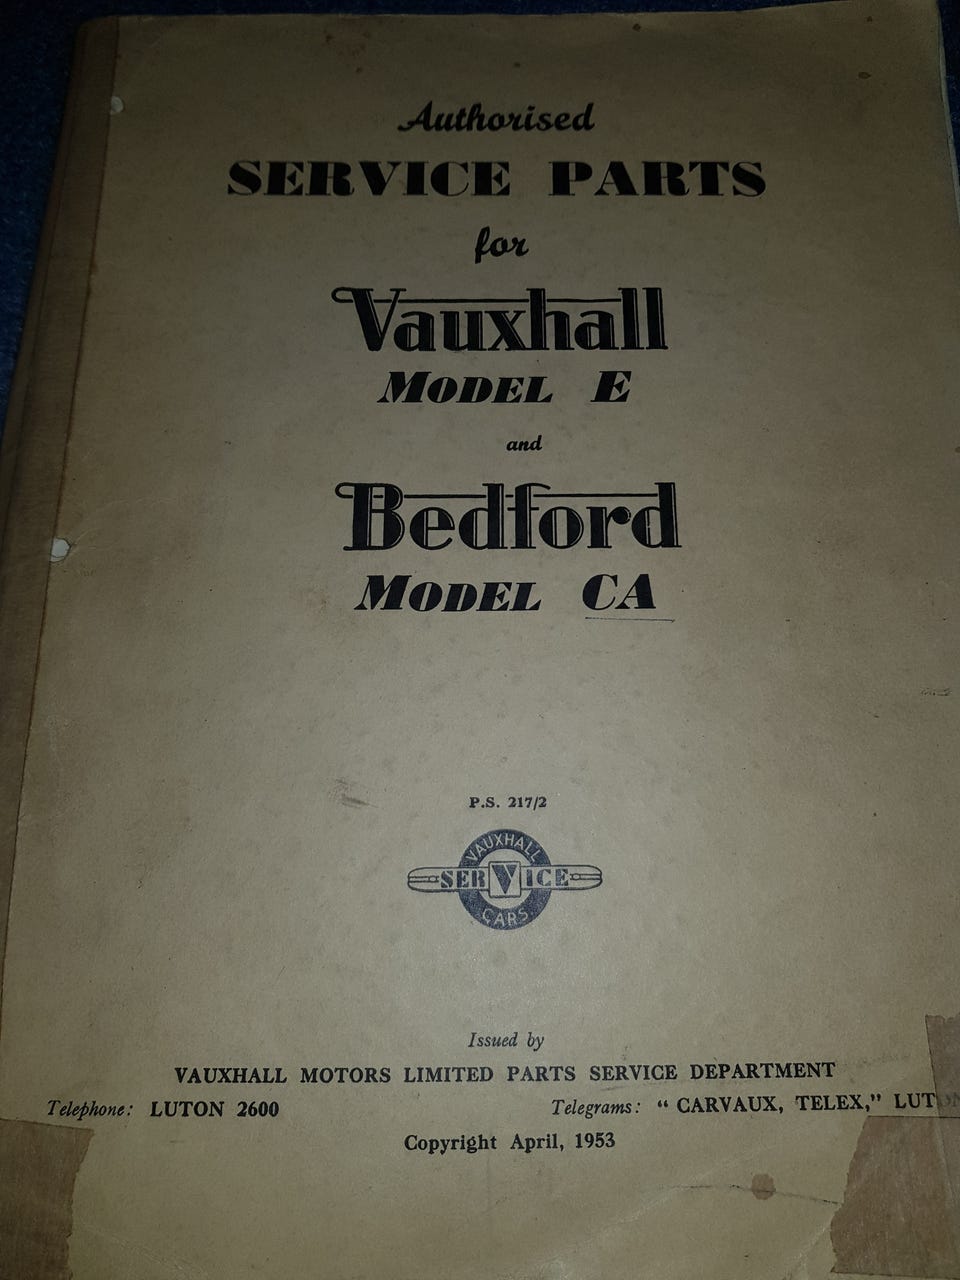 Authorised
SERVICE PARTS
for
Vauxhall
MODEL E
and
Bedford
MODEL CA
P.S. 217/2
VAUXHALL
SERVICE
CARS
Issued by
VAUXHALL MOTORS LIMITED PARTS SERVICE DEPARTMENT
Telephone: LUTON 2600 Telegrams: “ CARVAUX, TELEX,” LUTON
Copyright April, 1953